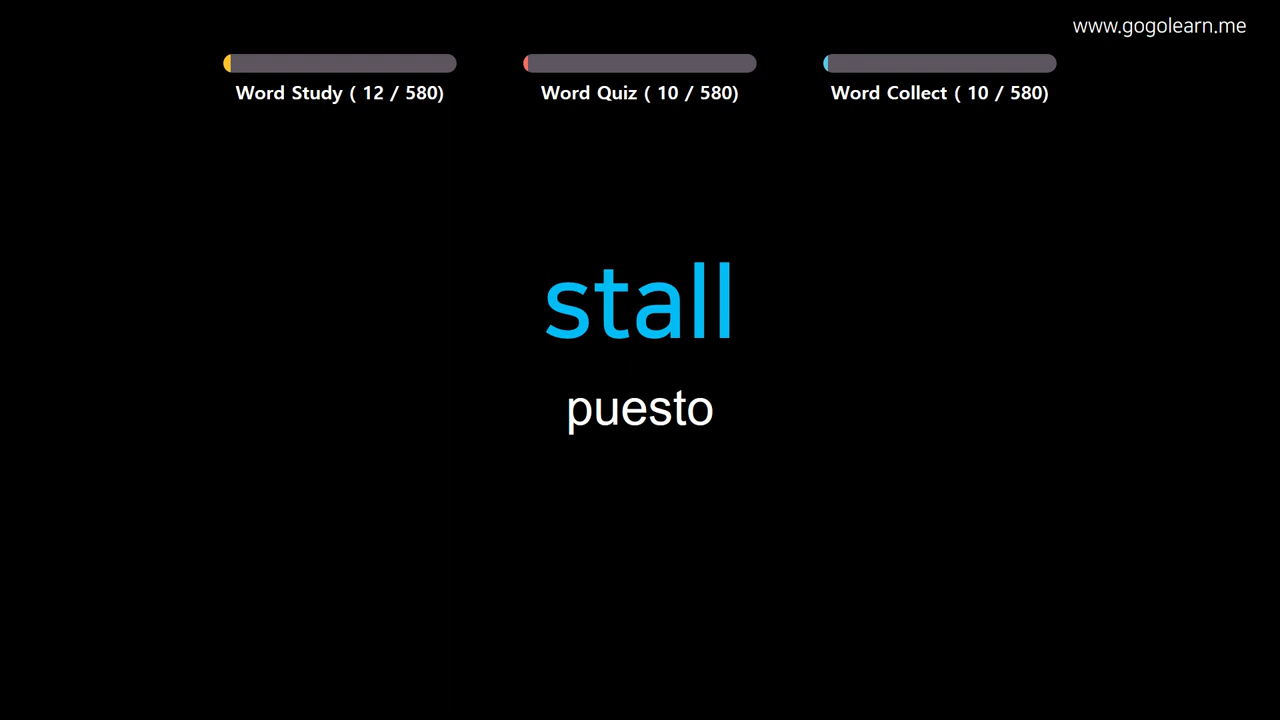 www.gogolearn.me
Word Study ( 12 / 580)
Word Quiz ( 10 / 580)
Word Collect ( 10 / 580)
stall
puesto